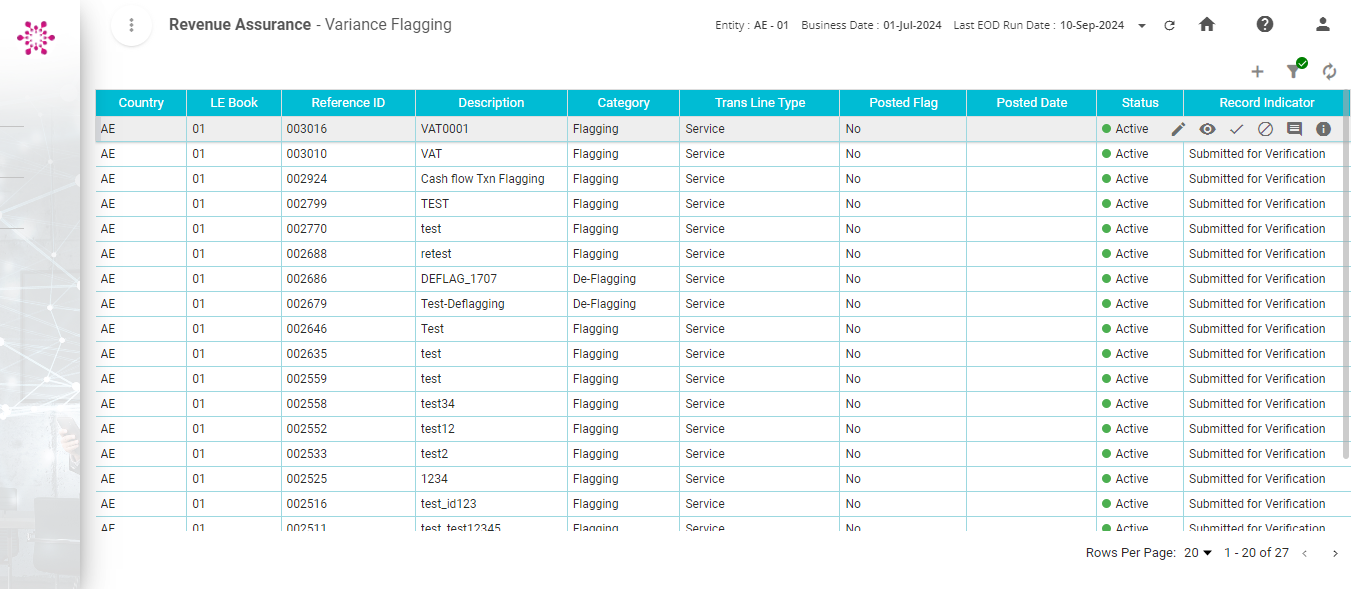 Revenue Assurance - Variance Flagging
Entity : AE - 01 Business Date : 01-Jul-2024 Last EOD Run Date : 10-Sep-2024
Country LE Book Reference ID Description Category Trans Line Type Posted Flag Posted Date Status Record Indicator
AE 01 003016 VAT0001 Flagging Service No Active
AE 01 003010 VAT Flagging Service No Active Submitted for Verification
AE 01 002924 Cash flow Txn Flagging Flagging Service No Active Submitted for Verification
AE 01 002799 TEST Flagging Service No Active Submitted for Verification
AE 01 002770 test Flagging Service No Active Submitted for Verification
AE 01 002688 retest Flagging Service No Active Submitted for Verification
AE 01 002686 DEFLAG_1707 De-Flagging Service No Active Submitted for Verification
AE 01 002679 Test-Deflagging De-Flagging Service No Active Submitted for Verification
AE 01 002646 Test Flagging Service No Active Submitted for Verification
AE 01 002635 test Flagging Service No Active Submitted for Verification
AE 01 002559 test Flagging Service No Active Submitted for Verification
AE 01 002558 test34 Flagging Service No Active Submitted for Verification
AE 01 002552 test12 Flagging Service No Active Submitted for Verification
AE 01 002533 test2 Flagging Service No Active Submitted for Verification
AE 01 002525 1234 Flagging Service No Active Submitted for Verification
AE 01 002516 test_id123 Flagging Service No Active Submitted for Verification
AE 01 002511 test_test12345 Flagging Service No Active Submitted for Verification
Rows Per Page: 20 1 - 20 of 27